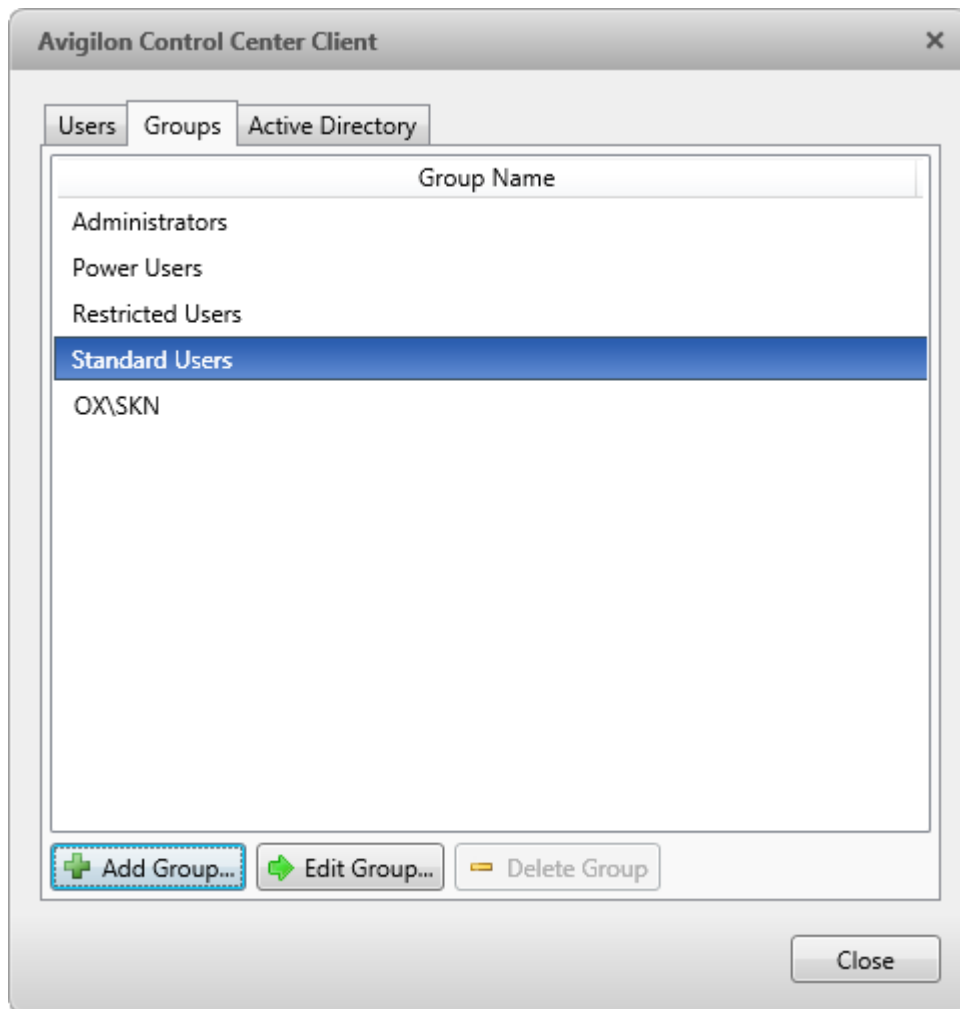 Avigilon Control Center Client
Users Groups Active Directory
Group Name
Administrators
Power Users
Restricted Users
Standard Users
OX\SKN
Add Group... Edit Group... Delete Group
Close